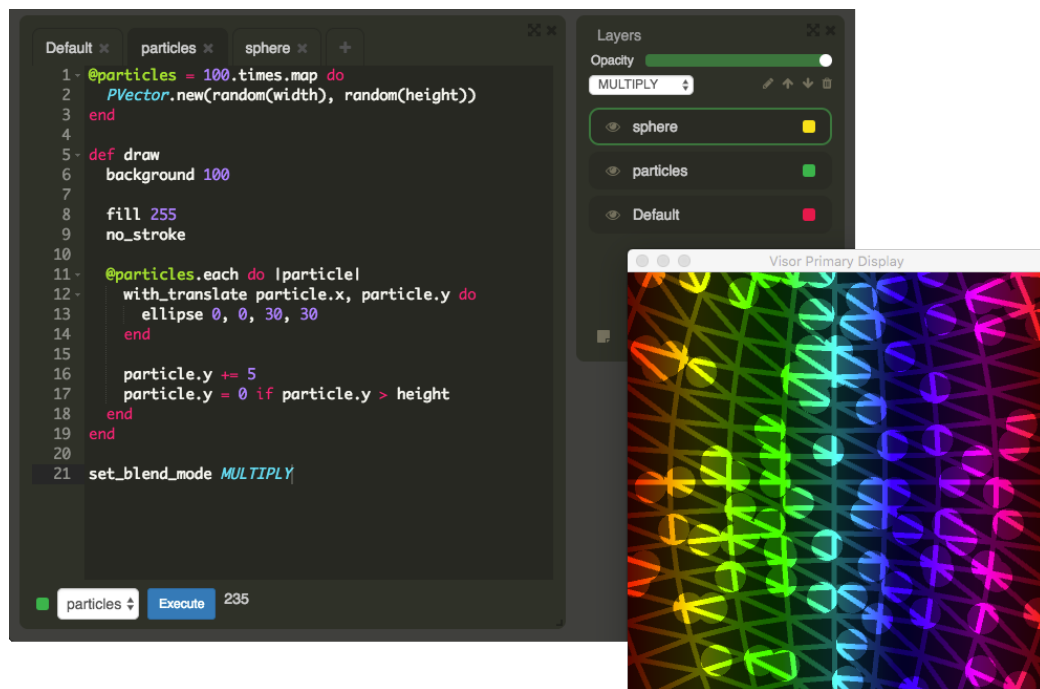 Default × particles × sphere × +
1 @particles = 100.times.map do
2 PVector.new(random(width), random(height))
3 end
4
5 def draw
6 background 100
7
8 fill 255
9 no_stroke
10
11 @particles.each do |particle|
12 with_translate particle.x, particle.y do
13 ellipse 0, 0, 30, 30
14 end
15
16 particle.y += 5
17 particle.y = 0 if particle.y > height
18 end
19 end
20
21 set_blend_mode MULTIPLY
particles Execute 235
Layers
Opacity
MULTIPLY
sphere
particles
Default
Visor Primary Display